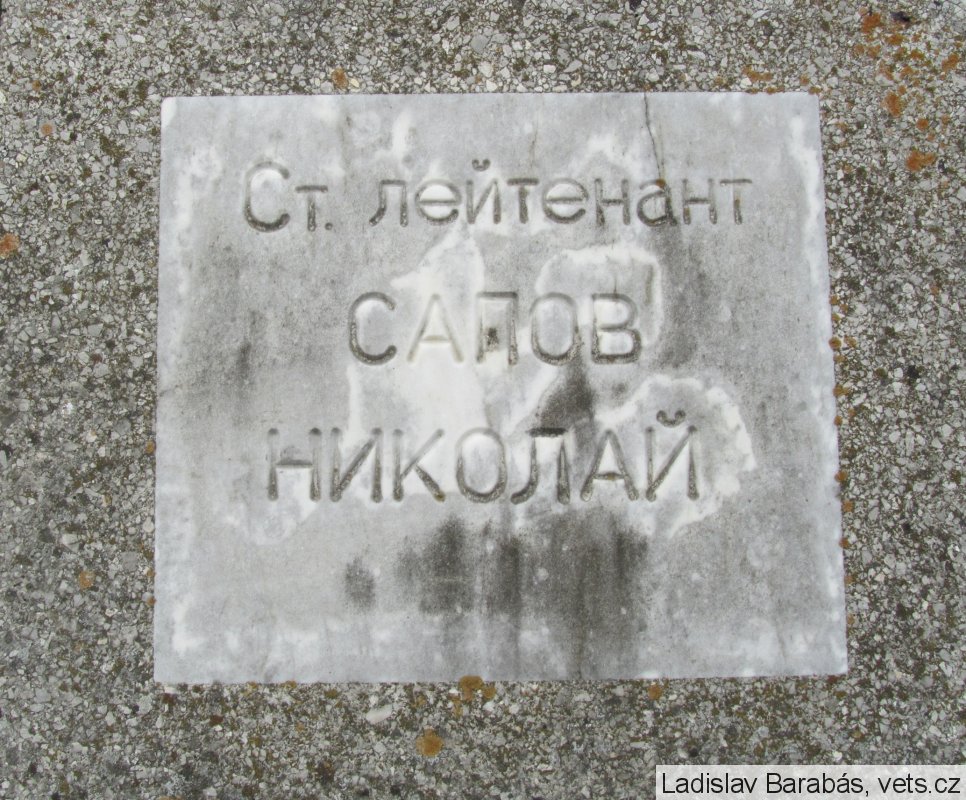 Ст. лейтенант
САПОВ
НИКОЛАЙ
Ladislav Barabás, vets.cz